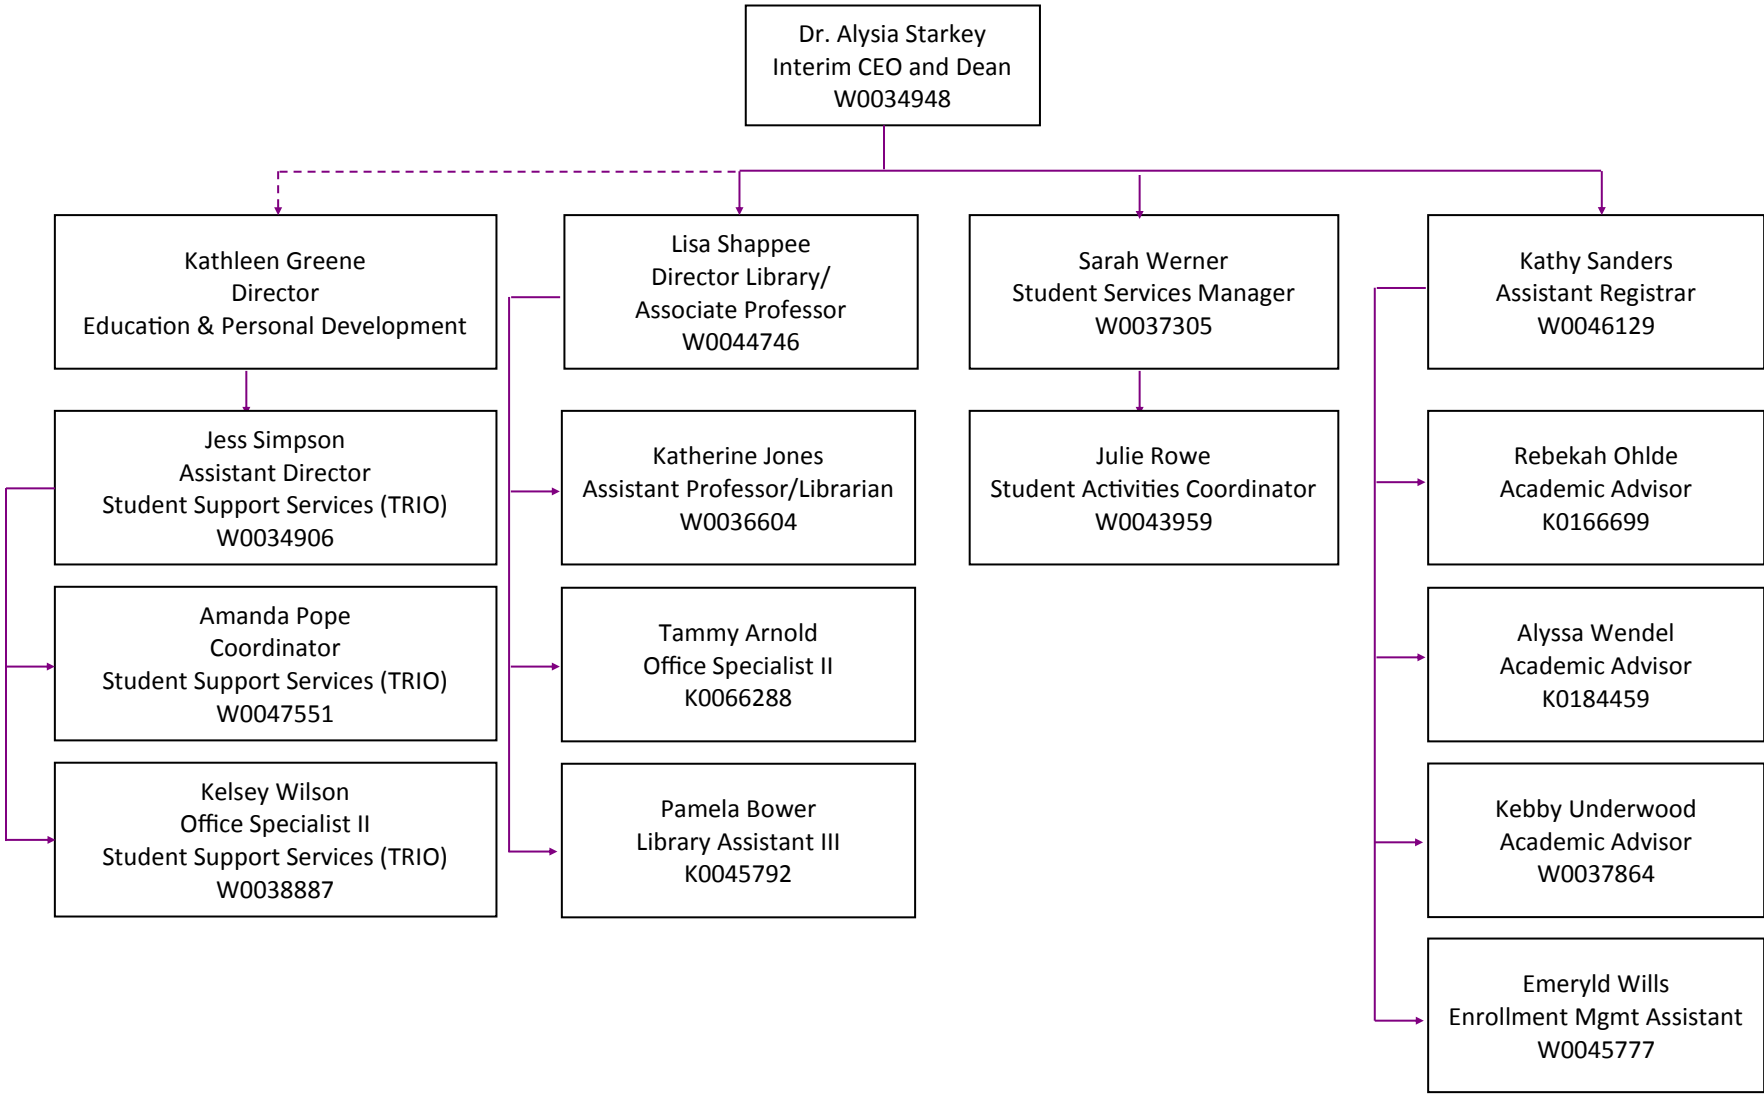 Dr. Alysia Starkey
Interim CEO and Dean
W0034948
Kathleen Greene
Director
Education & Personal Development
Lisa Shappee
Director Library/
Associate Professor
W0044746
Sarah Werner
Student Services Manager
W0037305
Kathy Sanders
Assistant Registrar
W0046129
Jess Simpson
Assistant Director
Student Support Services (TRIO)
W0034906
Katherine Jones
Assistant Professor/Librarian
W0036604
Julie Rowe
Student Activities Coordinator
W0043959
Rebekah Ohlde
Academic Advisor
K0166699
Amanda Pope
Coordinator
Student Support Services (TRIO)
W0047551
Tammy Arnold
Office Specialist II
K0066288
Alyssa Wendel
Academic Advisor
K0184459
Kelsey Wilson
Office Specialist II
Student Support Services (TRIO)
W0038887
Pamela Bower
Library Assistant III
K0045792
Kebby Underwood
Academic Advisor
W0037864
Emeryld Wills
Enrollment Mgmt Assistant
W0045777